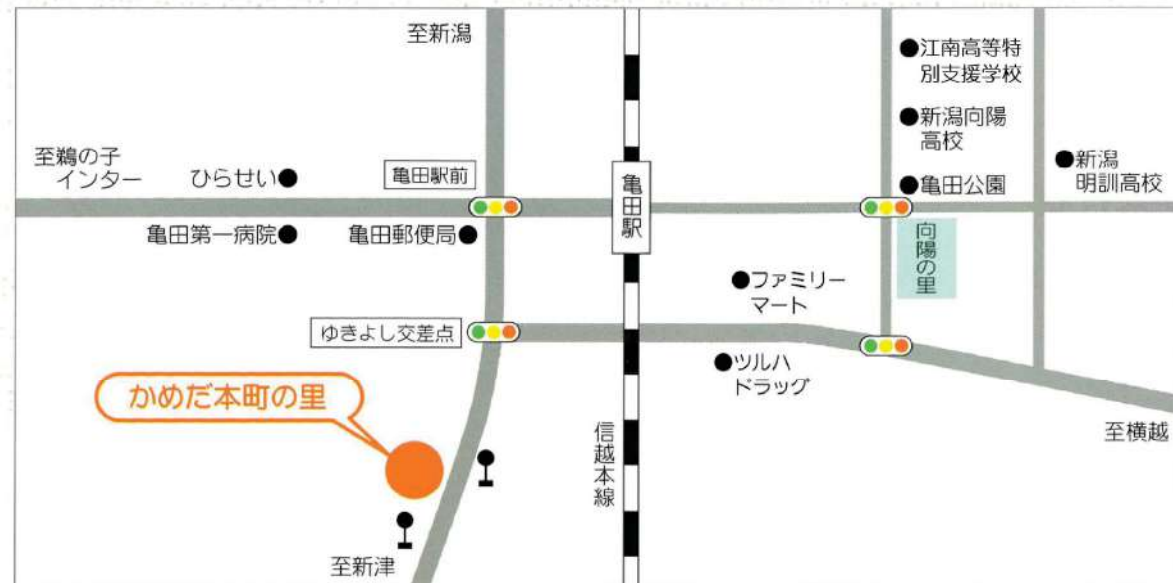 至新潟
江南高等特
別支援学校
新潟向陽
高校
至鵜の子
インター
ひらせい
亀田駅前
亀田駅
亀田公園
新潟
明訓高校
亀田第一病院
亀田郵便局
向陽の里
ファミリー
マート
ゆきよし交差点
ツルハ
ドラッグ
かめだ本町の里
信越本線
至横越
至新津